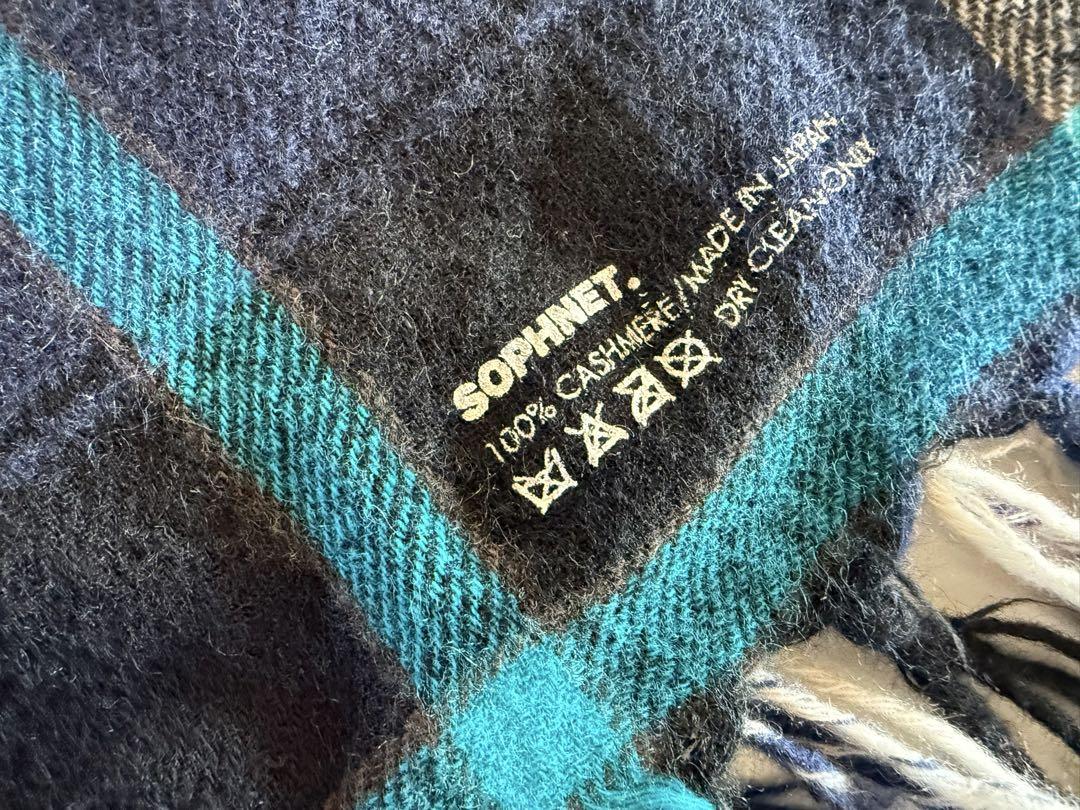 SOPHNET.
100% CASHMERE/MADE IN JAPAN.
DRY CLEAN ONLY